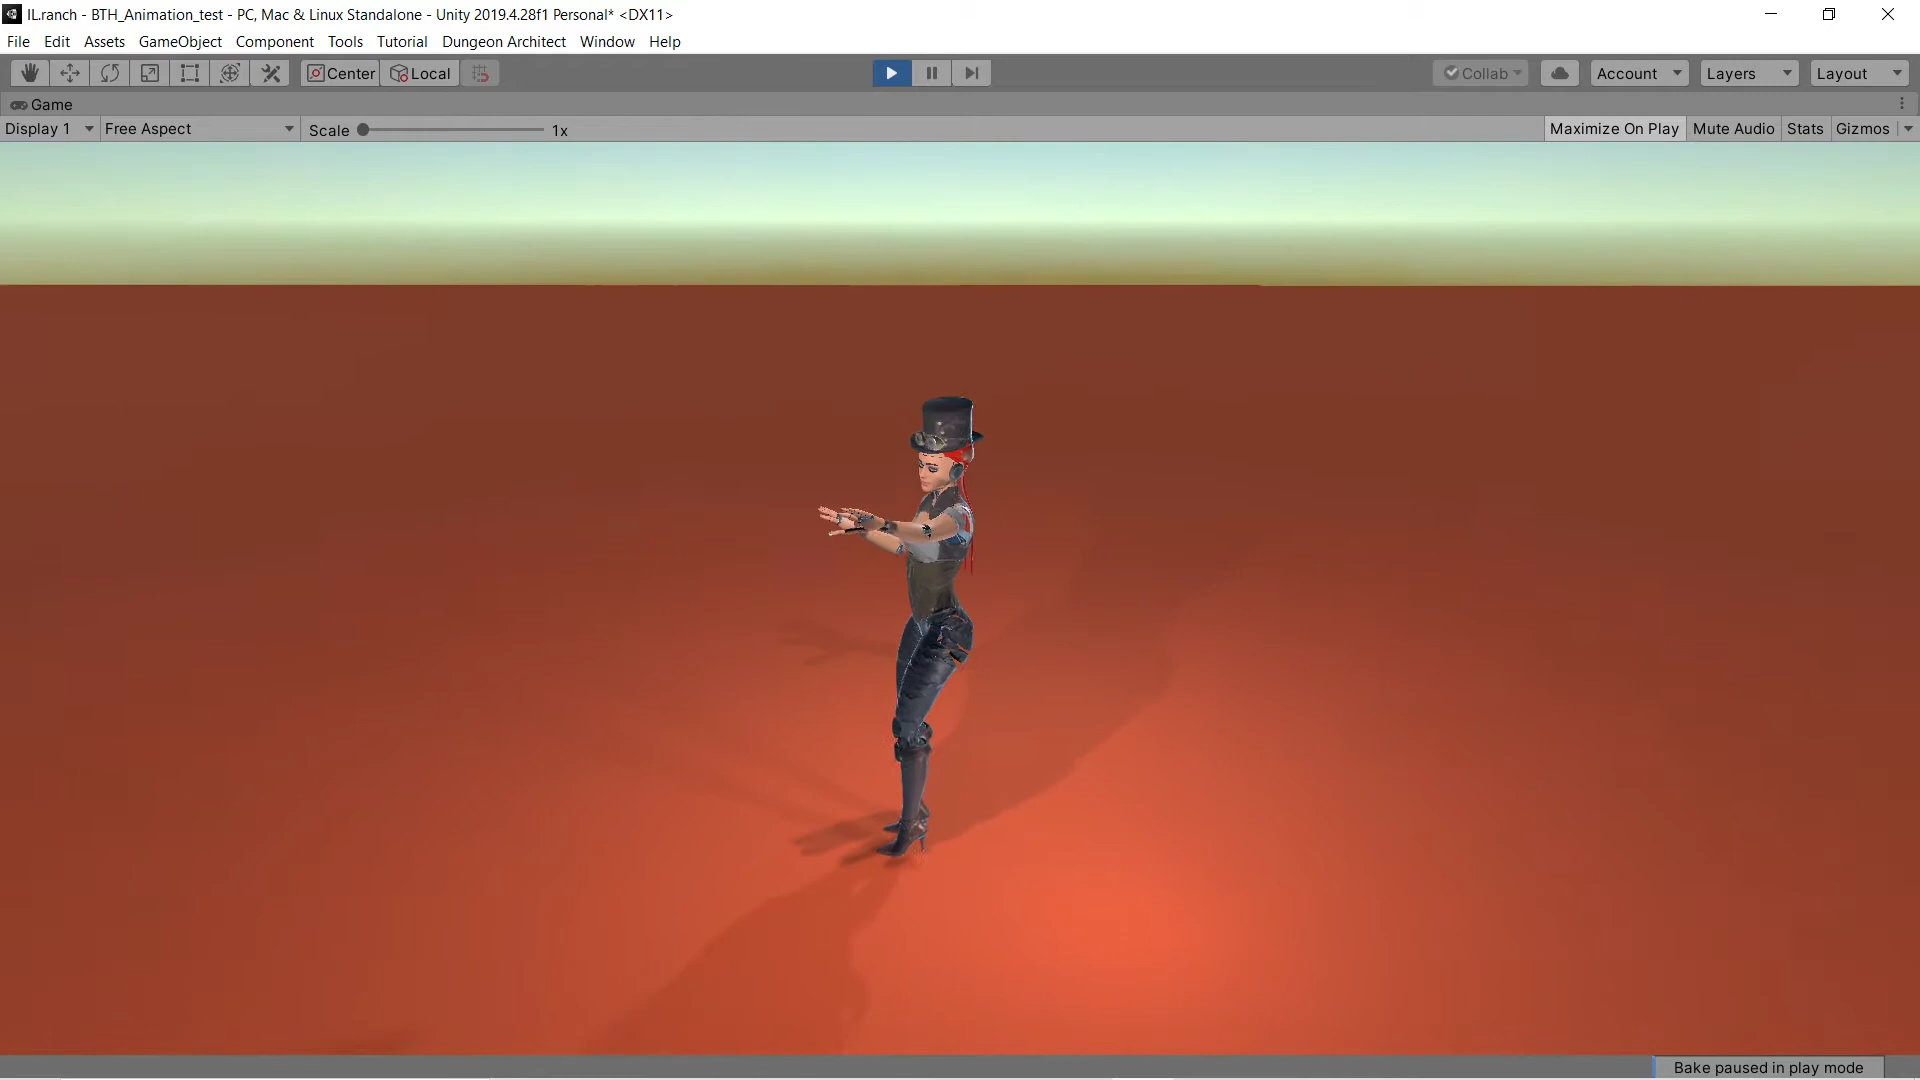 IL.ranch - BTH_Animation_test - PC, Mac & Linux Standalone - Unity 2019.4.28f1 Personal* <DX11>
File Edit Assets GameObject Component Tools Tutorial Dungeon Architect Window Help
Center Local Collab Account Layers Layout
Game
Display 1 Free Aspect Scale 1x Maximize On Play Mute Audio Stats Gizmos
Bake paused in play mode